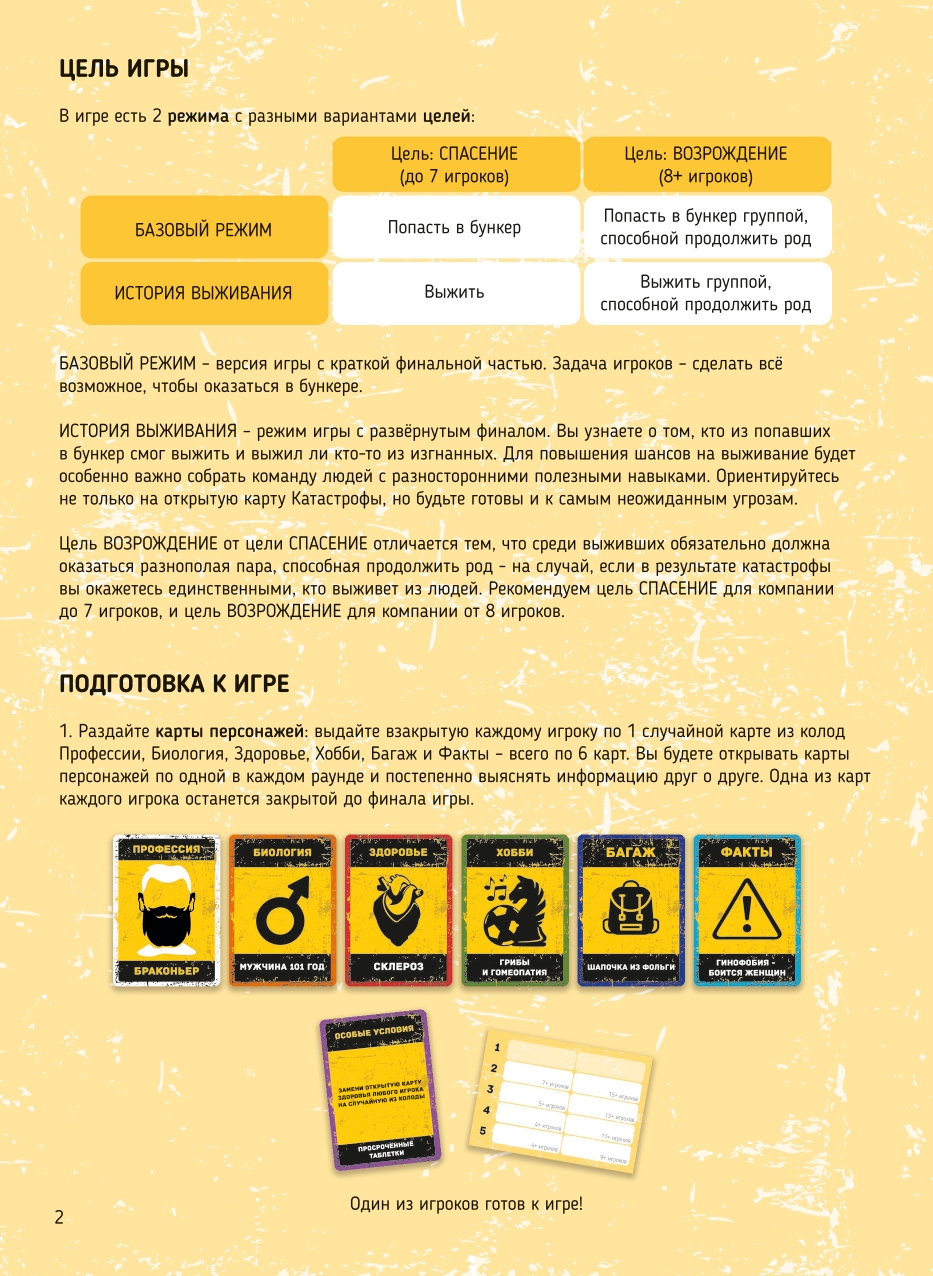 ЦЕЛЬ ИГРЫ
В игре есть 2 режима с разными вариантами целей:
Цель: СПАСЕНИЕ
(до 7 игроков)
Цель: ВОЗРОЖДЕНИЕ
(8+ игроков)
БАЗОВЫЙ РЕЖИМ
Попасть в бункер
Попасть в бункер группой,
способной продолжить род
ИСТОРИЯ ВЫЖИВАНИЯ
Выжить
Выжить группой,
способной продолжить род
БАЗОВЫЙ РЕЖИМ – версия игры с краткой финальной частью. Задача игроков – сделать всё
возможное, чтобы оказаться в бункере.
ИСТОРИЯ ВЫЖИВАНИЯ – режим игры с развёрнутым финалом. Вы узнаете о том, кто из попавших
в бункер смог выжить и выжил ли кто-то из изгнанных. Для повышения шансов на выживание будет
особенно важно собрать команду людей с разносторонними полезными навыками. Ориентируйтесь
не только на открытую карту Катастрофы, но будьте готовы и к самым неожиданным угрозам.
Цель ВОЗРОЖДЕНИЕ от цели СПАСЕНИЕ отличается тем, что среди выживших обязательно должна
оказаться разнополая пара, способная продолжить род – на случай, если в результате катастрофы
вы окажетесь единственными, кто выживет из людей. Рекомендуем цель СПАСЕНИЕ для компании
до 7 игроков, и цель ВОЗРОЖДЕНИЕ для компании от 8 игроков.
ПОДГОТОВКА К ИГРЕ
1. Раздайте карты персонажей: выдайте взакрытую каждому игроку по 1 случайной карте из колод
Профессии, Биология, Здоровье, Хобби, Багаж и Факты – всего по 6 карт. Вы будете открывать карты
персонажей по одной в каждом раунде и постепенно выяснять информацию друг о друге. Одна из карт
каждого игрока останется закрытой до финала игры.
ПРОФЕССИЯ
БРАКОНЬЕР
БИОЛОГИЯ
МУЖЧИНА 101 ГОД
ЗДОРОВЬЕ
СКЛЕРОЗ
ХОББИ
ГРИБЫ
И ГОМЕОПАТИЯ
БАГАЖ
ШАПОЧКА ИЗ ФОЛЬГИ
ФАКТЫ
ГИНОФОБИЯ -
БОИТСЯ ЖЕНЩИН
ОСОБЫЕ УСЛОВИЯ
ЗАМЕНИ ОТКРЫТУЮ КАРТУ
ЗДОРОВЬЯ ЛЮБОГО ИГРОКА
НА СЛУЧАЙНУЮ ИЗ КОЛОДЫ
ПРОСРОЧЕННЫЕ
ТАБЛЕТКИ
1
2
3
4
5
7+ игроков
15+ игроков
5+ игроков
13+ игроков
4+ игроков
11+ игроков
4+ игроков
9+ игроков
Один из игроков готов к игре!
2